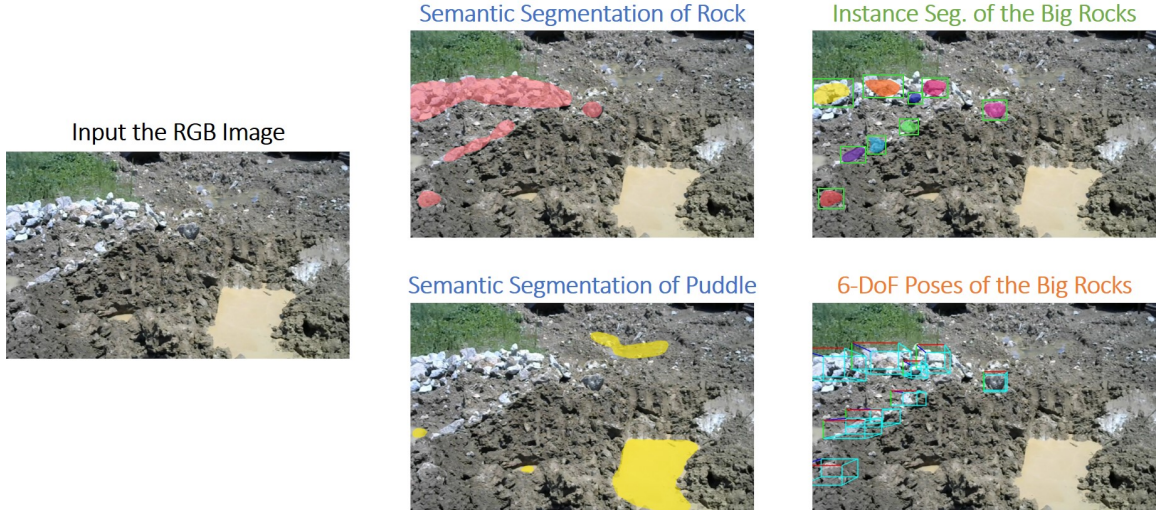 Semantic Segmentation of Rock
Instance Seg. of the Big Rocks
Input the RGB Image
Semantic Segmentation of Puddle
6-DoF Poses of the Big Rocks